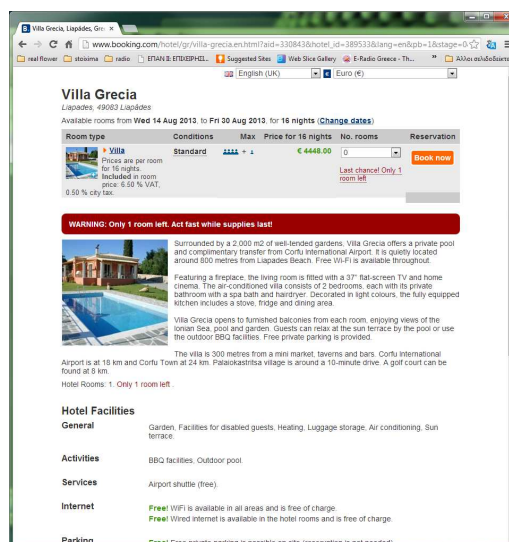 Villa Grecia, Liapádes, Gre
www.booking.com/hotel/gr/villa-grecia.en.html?aid=330843&hotel_id=389533&lang=en&pb=1&stage=0
real flower
stoixima
radio
Suggested Sites
Web Slice Gallery
E-Radio Greece - Th...
English (UK)
€
Euro (€)
Villa Grecia
Liapades, 49083 Liapádes
Available rooms from Wed 14 Aug 2013, to Fri 30 Aug 2013, for 16 nights (Change dates)
Room type Conditions Max Price for 16 nights No. rooms Reservation
Villa Standard + € 4448.00 0 Book now
Prices are per room
for 16 nights.
Included in room
price: 6.50 % VAT,
0.50 % city tax.
Last chance! Only 1
room left
WARNING: Only 1 room left. Act fast while supplies last!
Surrounded by a 2,000 m2 of well-tended gardens, Villa Grecia offers a private pool
and complimentary transfer from Corfu International Airport. It is quietly located
around 800 metres from Liapades Beach. Free Wi-Fi is available throughout.
Featuring a fireplace, the living room is fitted with a 37" flat-screen TV and home
cinema. The air-conditioned villa consists of 2 bedrooms, each with its private
bathroom with a spa bath and hairdryer. Decorated in light colours, the fully equipped
kitchen includes a stove, fridge and dining area.
Villa Grecia opens to furnished balconies from each room, enjoying views of the
Ionian Sea, pool and garden. Guests can relax at the sun terrace by the pool or use
the outdoor BBQ facilities. Free private parking is provided.
The villa is 300 metres from a mini market, taverns and bars. Corfu International
Airport is at 18 km and Corfu Town at 24 km. Palaiokastritsa village is around a 10-minute drive. A golf court can be
found at 8 km.
Hotel Rooms: 1. Only 1 room left .
Hotel Facilities
General
Garden, Facilities for disabled guests, Heating, Luggage storage, Air conditioning, Sun
terrace.
Activities
BBQ facilities, Outdoor pool.
Services
Airport shuttle (free).
Internet
Free! WiFi is available in all areas and is free of charge.
Free! Wired internet is available in the hotel rooms and is free of charge.
Parking
Free! Free private parking is possible on site (reservation is not needed).